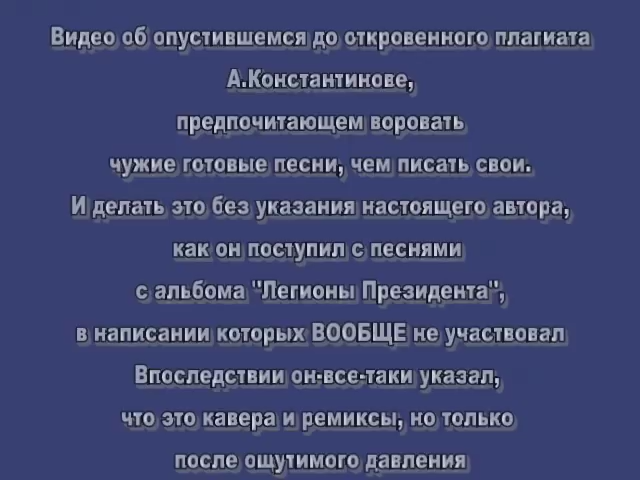 Видео об опустившемся до откровенного плагиата
А.Константинове,
предпочитающем воровать
чужие готовые песни, чем писать свои.
И делать это без указания настоящего автора,
как он поступил с песнями
с альбома "Легионы Президента",
в написании которых ВООБЩЕ не участвовал
Впоследствии он-все-таки указал,
что это кавера и ремиксы, но только
после ощутимого давления